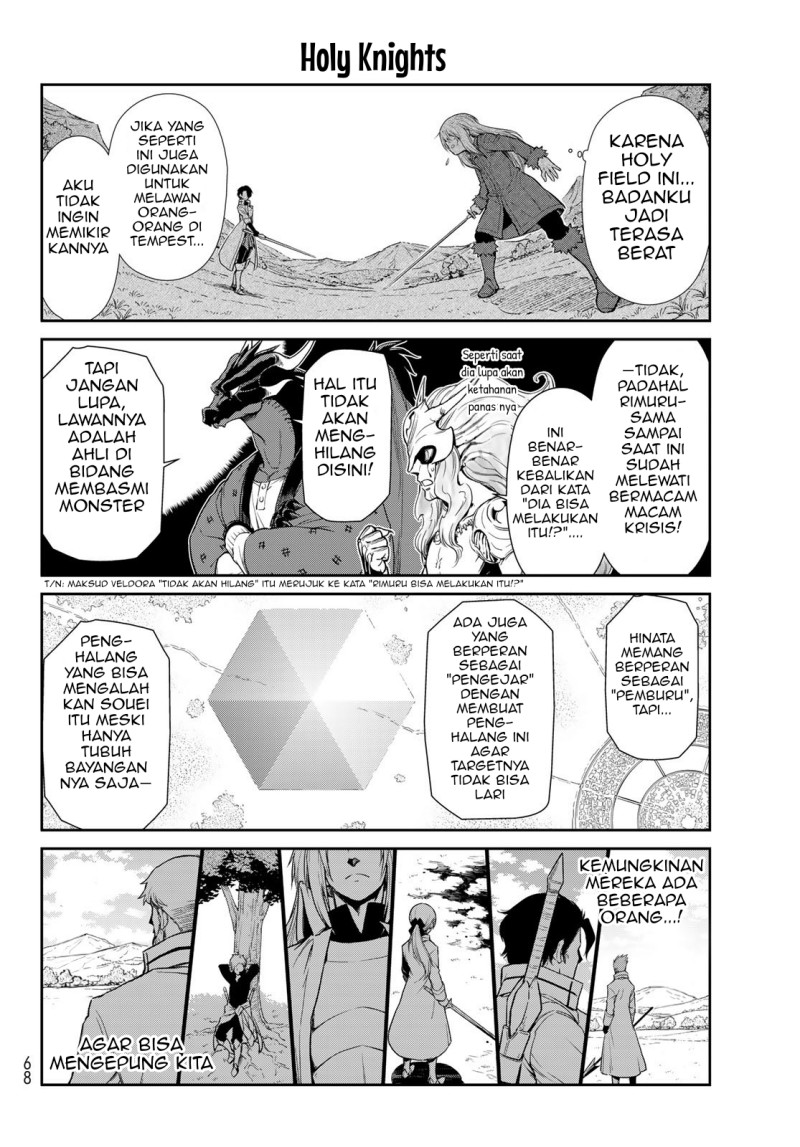 Holy Knights
KARENA
HOLY
FIELD INI...
BADANKU
JADI
TERASA
BERAT
JIKA YANG
SEPERTI
INI JUGA
DIGUNAKAN
UNTUK
MELAWAN
ORANG-
ORANG DI
TEMPEST...
AKU
TIDAK
INGIN
MEMIKIR
KANNYA
—TIDAK,
PADAHAL
RIMURU-
SAMA
SAMPAI
SAAT INI
SUDAH
MELEWATI
BERMACAM
MACAM
KRISIS!
INI
BENAR-
BENAR
KEBALIKAN
DARI KATA
"DIA BISA
MELAKUKAN
ITU!?"....
Seperti saat
dia lupa akan
ketahanan
panas nya
HAL ITU
TIDAK
AKAN
MENG-
HILANG
DISINI!
TAPI
JANGAN
LUPA,
LAWANNYA
ADALAH
AHLI DI
BIDANG
MEMBASMI
MONSTER
T/N: MAKSUD VELDORA "TIDAK AKAN HILANG" ITU MERUJUK KE KATA "RIMURU BISA MELAKUKAN ITU!?"
HINATA
MEMANG
BERPERAN
SEBAGAI
"PEMBURU",
TAPI...
ADA JUGA
YANG
BERPERAN
SEBAGAI
"PENGEJAR"
DENGAN
MEMBUAT
PENG-
HALANG INI
AGAR
TARGETNYA
TIDAK BISA
LARI
PENG-
HALANG
YANG BISA
MENGALAH
KAN SOUEI
ITU MESKI
HANYA
TUBUH
BAYANGAN
NYA SAJA—
KEMUNGKINAN
MEREKA ADA
BEBERAPA
ORANG...!
AGAR BISA
MENGEPUNG KITA
68